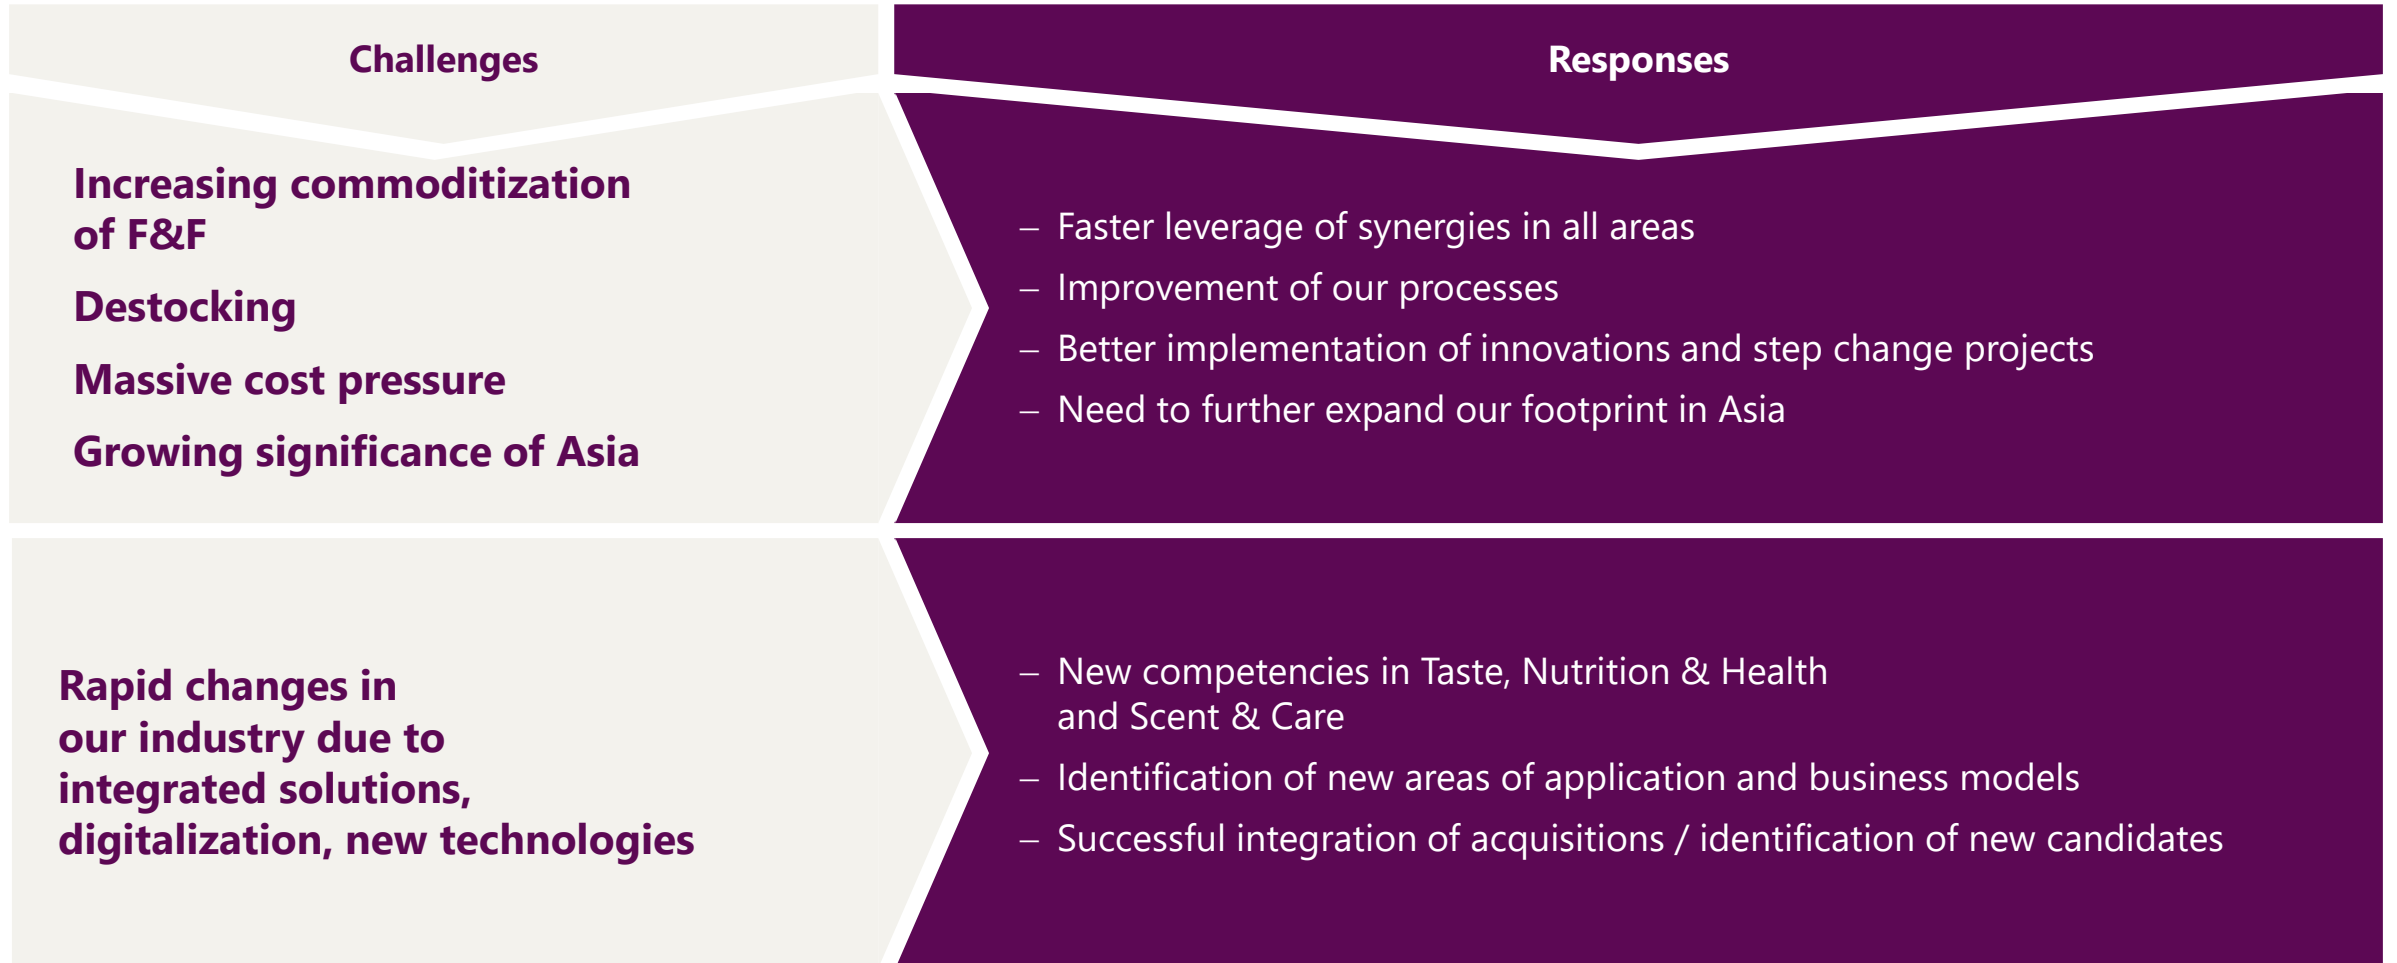 Challenges
Responses
Increasing commoditization
of F&F
Destocking
Massive cost pressure
Growing significance of Asia
– Faster leverage of synergies in all areas
– Improvement of our processes
– Better implementation of innovations and step change projects
– Need to further expand our footprint in Asia
Rapid changes in
our industry due to
integrated solutions,
digitalization, new technologies
– New competencies in Taste, Nutrition & Health
and Scent & Care
– Identification of new areas of application and business models
– Successful integration of acquisitions / identification of new candidates